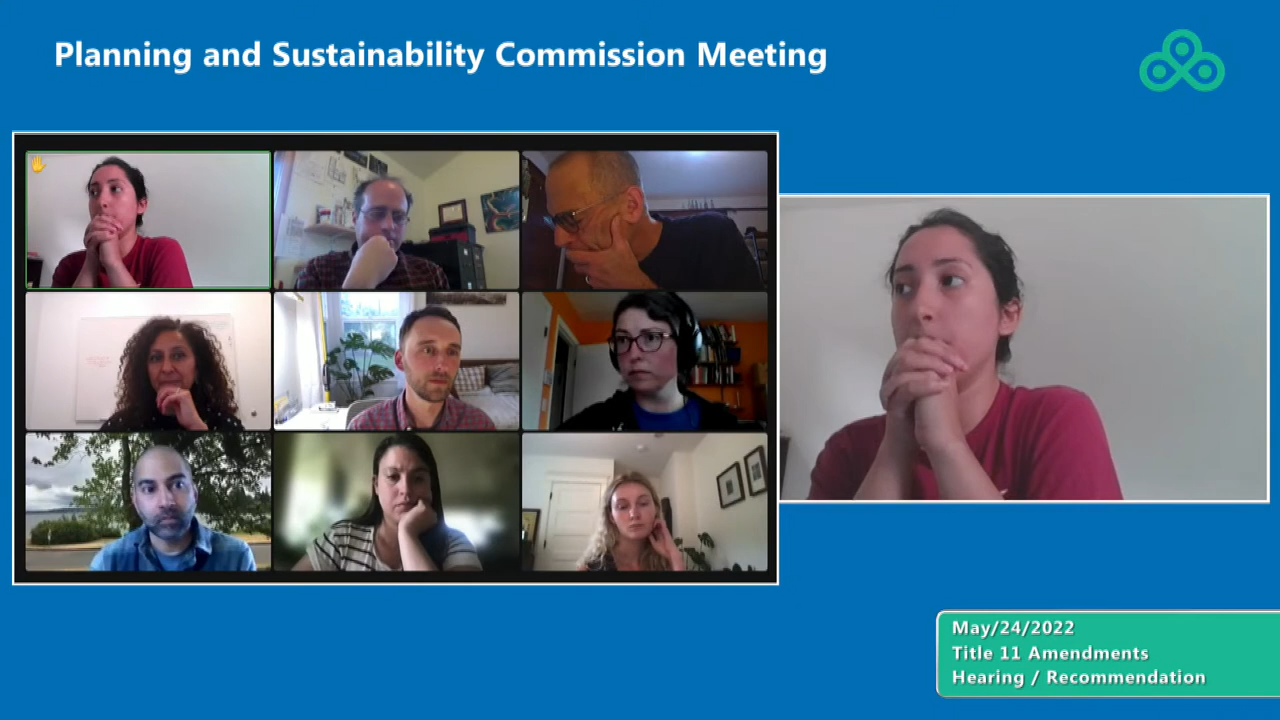 Planning and Sustainability Commission Meeting
May/24/2022
Title 11 Amendments
Hearing / Recommendation